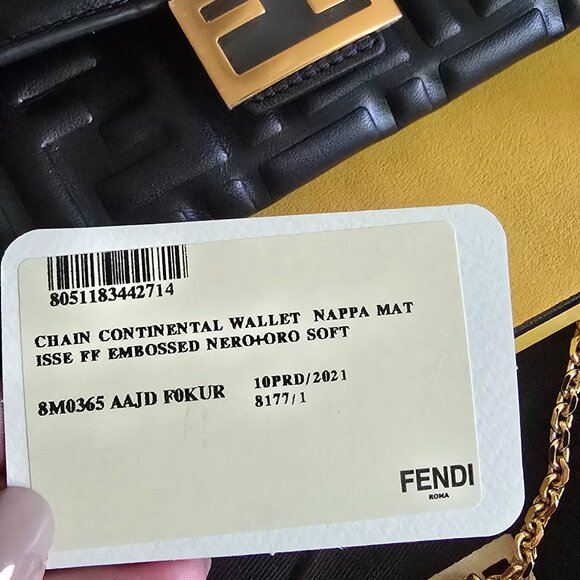 8051183442714
CHAIN CONTINENTAL WALLET NAPPA MAT
ISSE FF EMBOSSED NERO+ORO SOFT
8M0365 AAJD F0KUR
10PRD/2021
8177/1
FENDI
ROMA